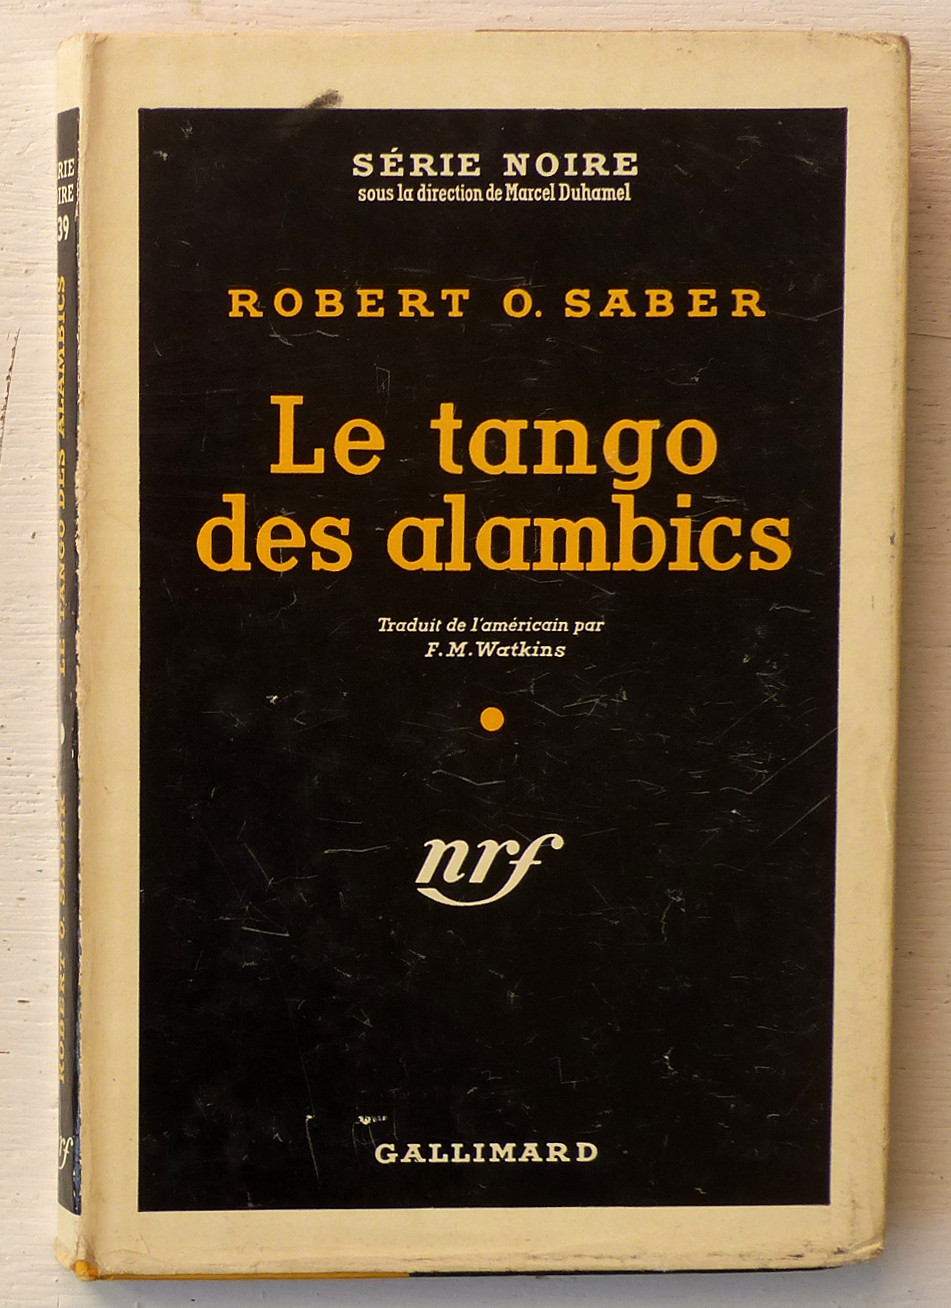 SÉRIE NOIRE
sous la direction de Marcel Duhamel
ROBERT O. SABER
Le tango
des alambics
Traduit de l'américain par
F.M. Watkins
nrf
GALLIMARD
LE TANGO DES ALAMBICS
ROBERT O. SABER